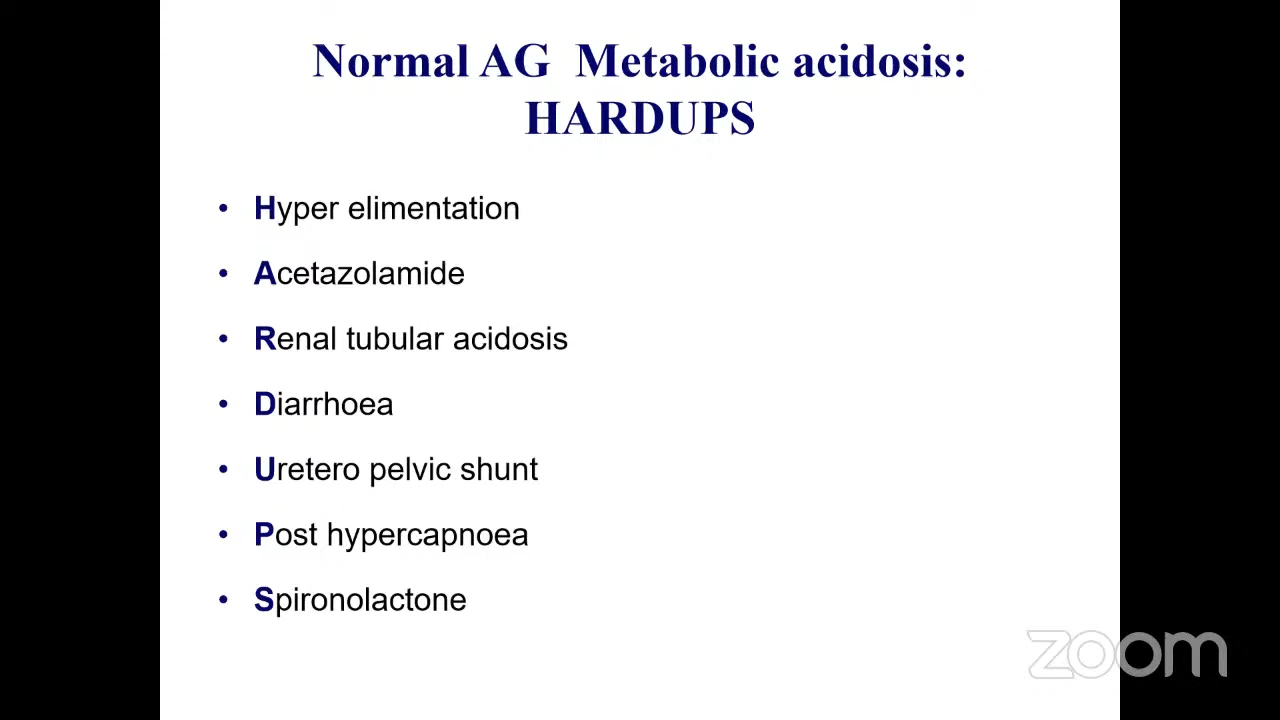 Normal AG Metabolic acidosis:
HARDUPS
• Hyper elimentation
• Acetazolamide
• Renal tubular acidosis
• Diarrhoea
• Uretero pelvic shunt
• Post hypercapnoea
• Spironolactone
zoom